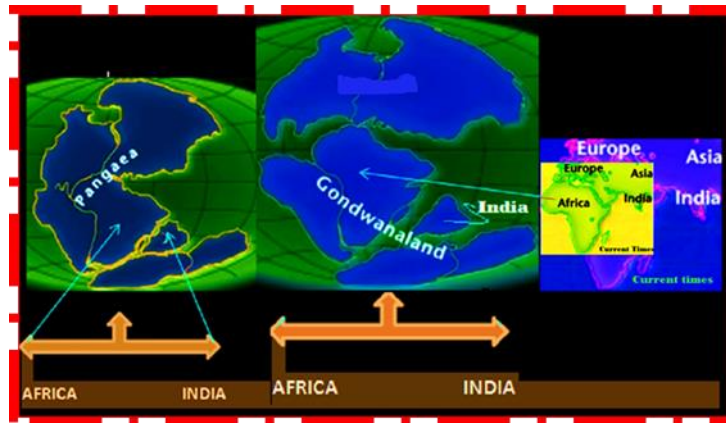 Pangaea
Gondwanaland
India
Europe
Asia
India
Europe
Asia
Africa
India
Current Times
Current times
AFRICA
INDIA
AFRICA
INDIA